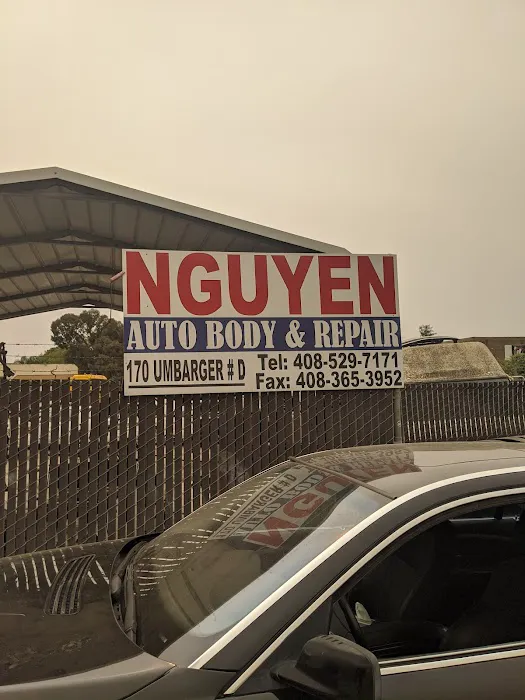 NGUYEN
AUTO BODY & REPAIR
170 UMBARGER # D
Tel: 408-529-7171
Fax: 408-365-3952